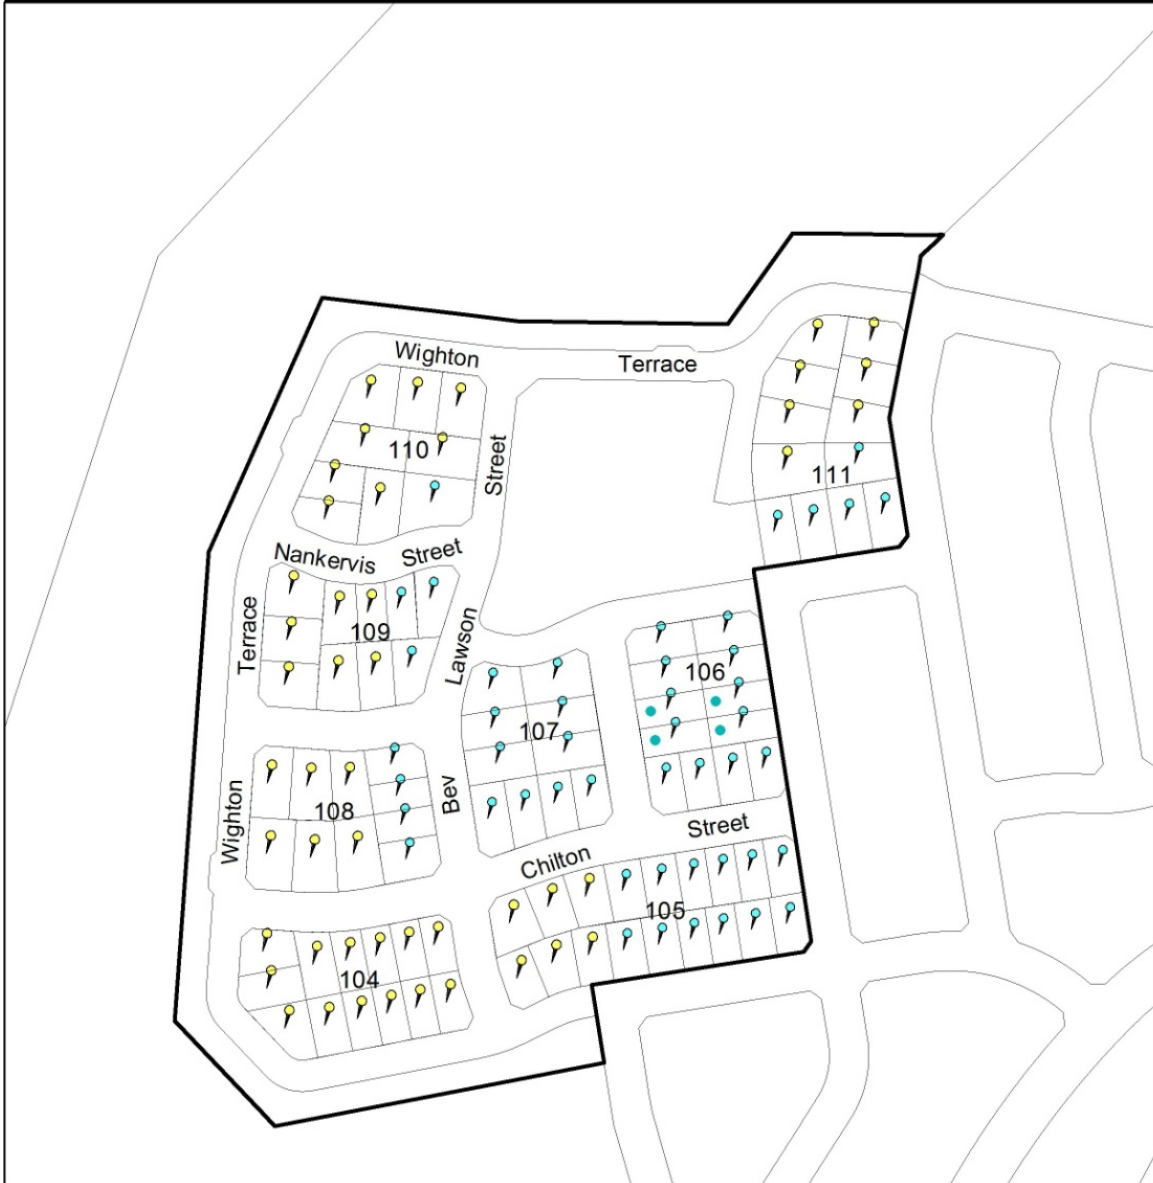 Wighton
Terrace
110
Street
111
Nankervis
Street
Terrace
109
Lawson
106
107
Wighton
108
Bev
Street
Chilton
105
104